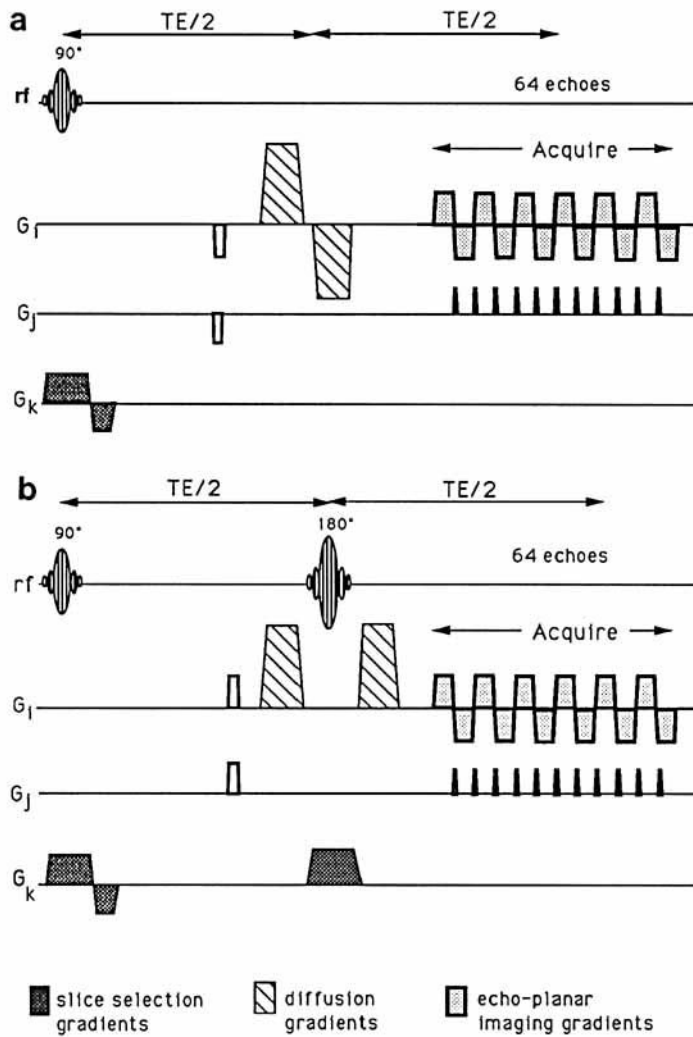 a
TE/2 TE/2
90°
rf
64 echoes
Acquire
Gi
Gj
Gk
b
TE/2 TE/2
90° 180°
rf
64 echoes
Acquire
Gi
Gj
Gk
slice selection gradients
diffusion gradients
echo-planar imaging gradients